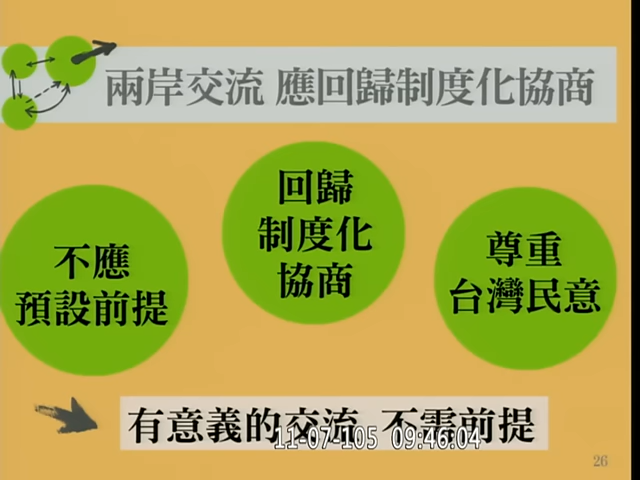 兩岸交流 應回歸制度化協商
回歸
制度化
協商
不應
預設前提
尊重
台灣民意
有意義的交流 不需前提
11-07-105 09:46:04
26